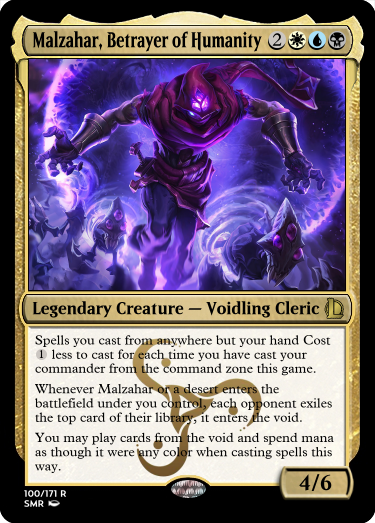 Malzahar, Betrayer of Humanity 2
Legendary Creature — Voidling Cleric
Spells you cast from anywhere but your hand Cost
1 less to cast for each time you have cast your
commander from the command zone this game.
Whenever Malzahar or a desert enters the
battlefield under you control, each opponent exiles
the top card of their library, it enters the void.
You may play cards from the void and spend mana
as though it were any color when casting spells this
way.
4/6
100/171 R
SMR